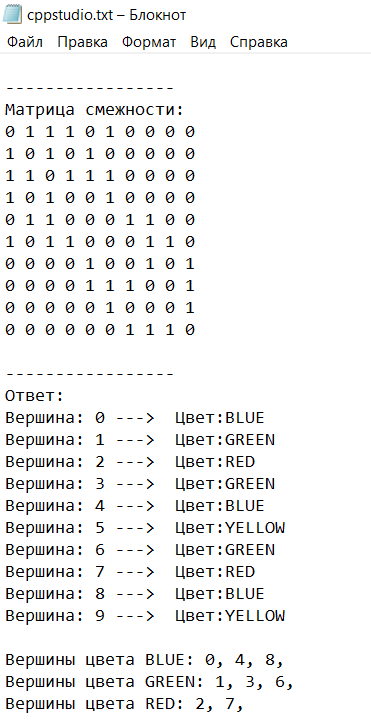 cppstudio.txt – Блокнот
Файл Правка Формат Вид Справка
-----------------
Матрица смежности:
0 1 1 1 0 1 0 0 0 0
1 0 1 0 1 0 0 0 0 0
1 1 0 1 1 1 0 0 0 0
1 0 1 0 0 1 0 0 0 0
0 1 1 0 0 0 1 1 0 0
1 0 1 1 0 0 0 1 1 0
0 0 0 0 1 0 0 1 0 1
0 0 0 0 1 1 1 0 0 1
0 0 0 0 0 1 0 0 0 1
0 0 0 0 0 0 1 1 1 0
-----------------
Ответ:
Вершина: 0 ---> Цвет:BLUE
Вершина: 1 ---> Цвет:GREEN
Вершина: 2 ---> Цвет:RED
Вершина: 3 ---> Цвет:GREEN
Вершина: 4 ---> Цвет:BLUE
Вершина: 5 ---> Цвет:YELLOW
Вершина: 6 ---> Цвет:GREEN
Вершина: 7 ---> Цвет:RED
Вершина: 8 ---> Цвет:BLUE
Вершина: 9 ---> Цвет:YELLOW
Вершины цвета BLUE: 0, 4, 8,
Вершины цвета GREEN: 1, 3, 6,
Вершины цвета RED: 2, 7,